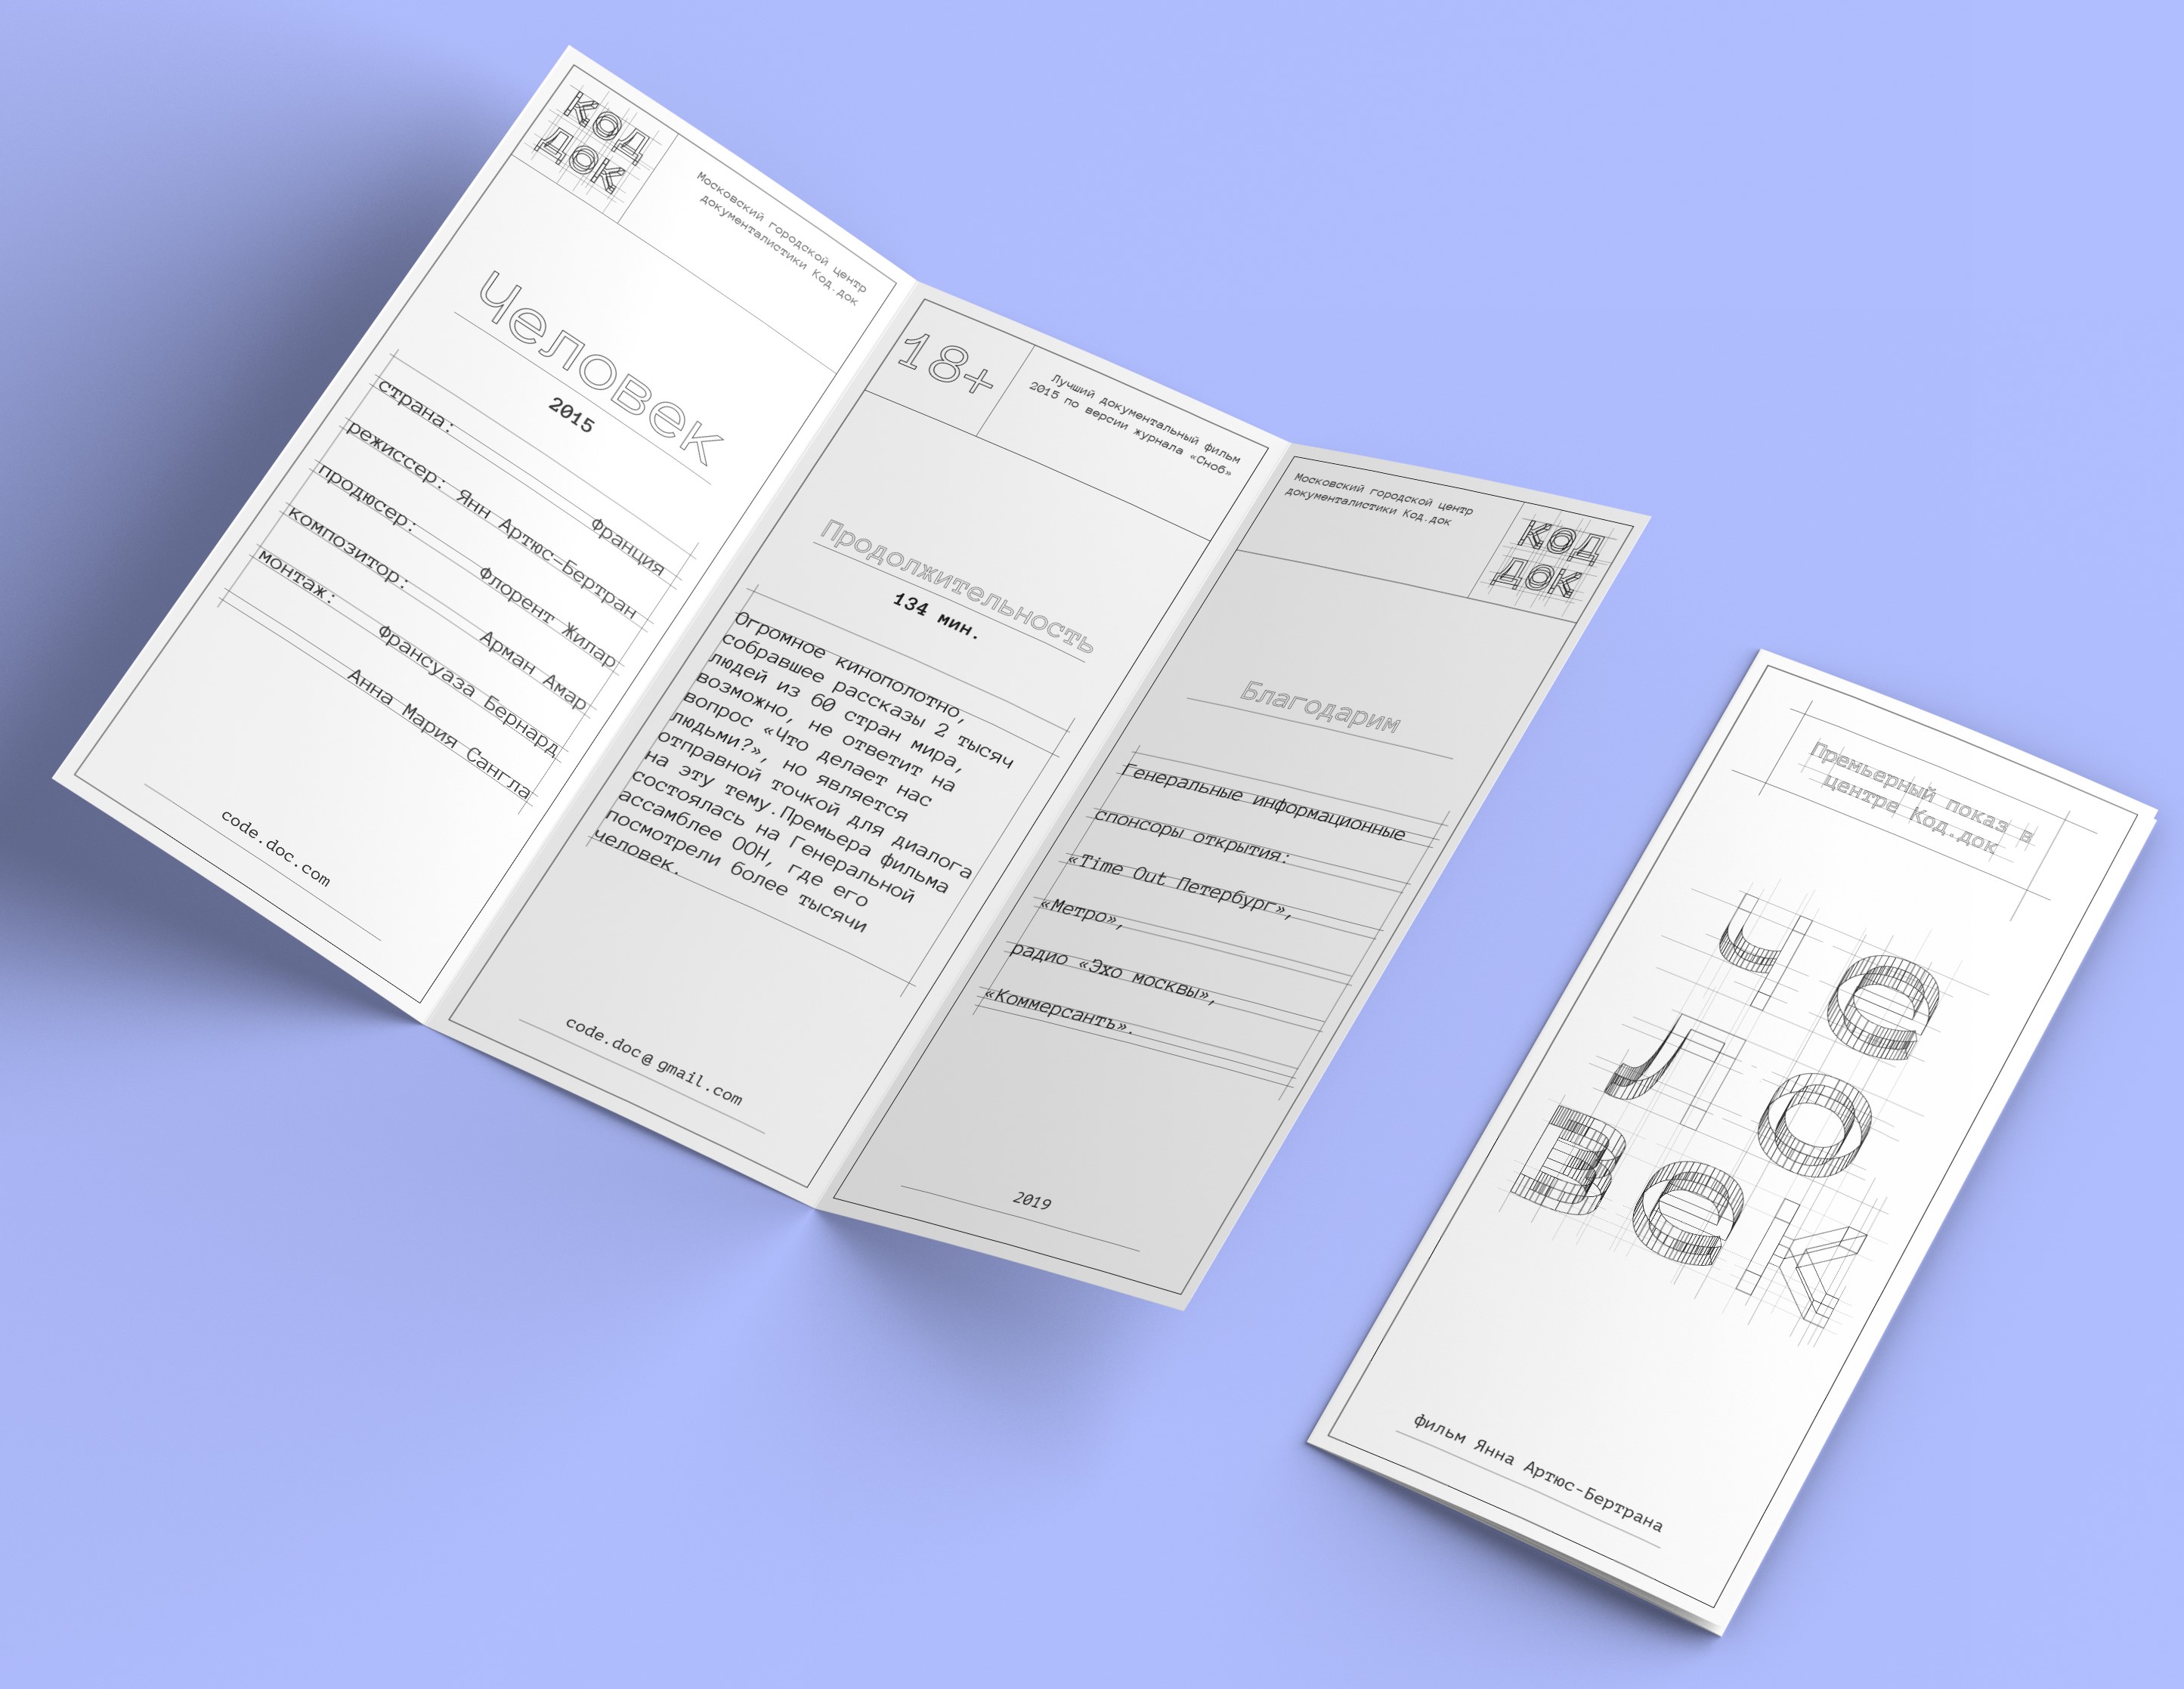 КОД
ДОК
Московский городской центр
документалистики Код.док
Человек
2015
страна:
Франция
режиссер: Янн Артюс-Бертран
продюсер:
Флорент Жилар
композитор:
Арман Амар
монтаж:
Франсуаза Бернард
Анна Мария Сангла
code.doc.com
18+
Лучший документальный фильм
2015 по версии журнала «Сноб»
Продолжительность
134 мин.
Огромное кинополотно,
собравшее рассказы 2 тысяч
людей из 60 стран мира,
возможно, не ответит на
вопрос «Что делает нас
людьми?», но является
отправной точкой для диалога
на эту тему.Премьера фильма
состоялась на Генеральной
ассамблее ООН, где его
посмотрели более тысячи
человек.
code.doc@gmail.com
Московский городской центр
документалистики Код.док
КОД
ДОК
Благодарим
Генеральные информационные
спонсоры открытия:
«Time Out Петербург»,
«Метро»,
радио «Эхо москвы»,
«Коммерсантъ».
2019
Премьерный показ в
центре Код.док
Че
ло
век
фильм Янна Артюс-Бертрана